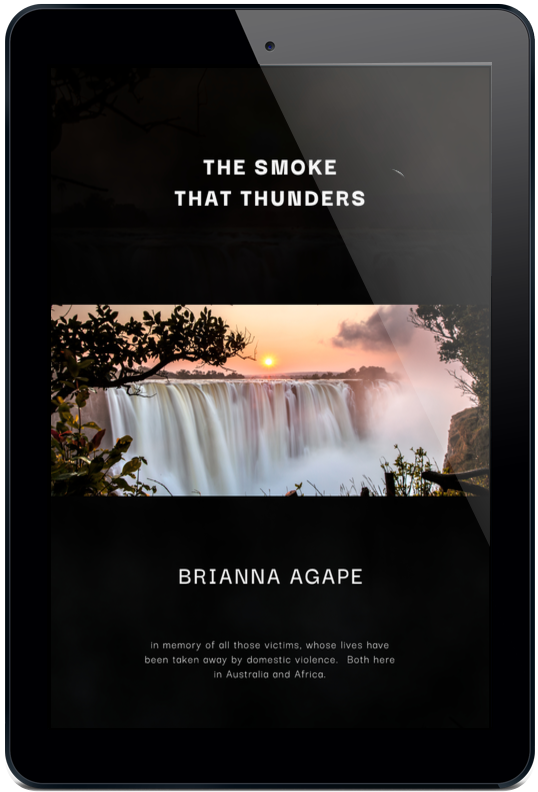 THE SMOKE
THAT THUNDERS
BRIANNA AGAPE
in memory of all those victims, whose lives have
been taken away by domestic violence. Both here
in Australia and Africa.